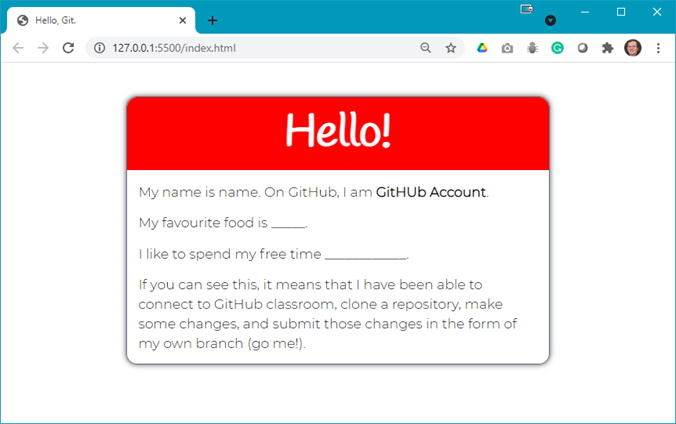 Hello, Git.
127.0.0.1:5500/index.html
Hello!
My name is name. On GitHub, I am GitHUb Account.
My favourite food is _____.
I like to spend my free time ____________.
If you can see this, it means that I have been able to
connect to GitHub classroom, clone a repository, make
some changes, and submit those changes in the form of
my own branch (go me!).